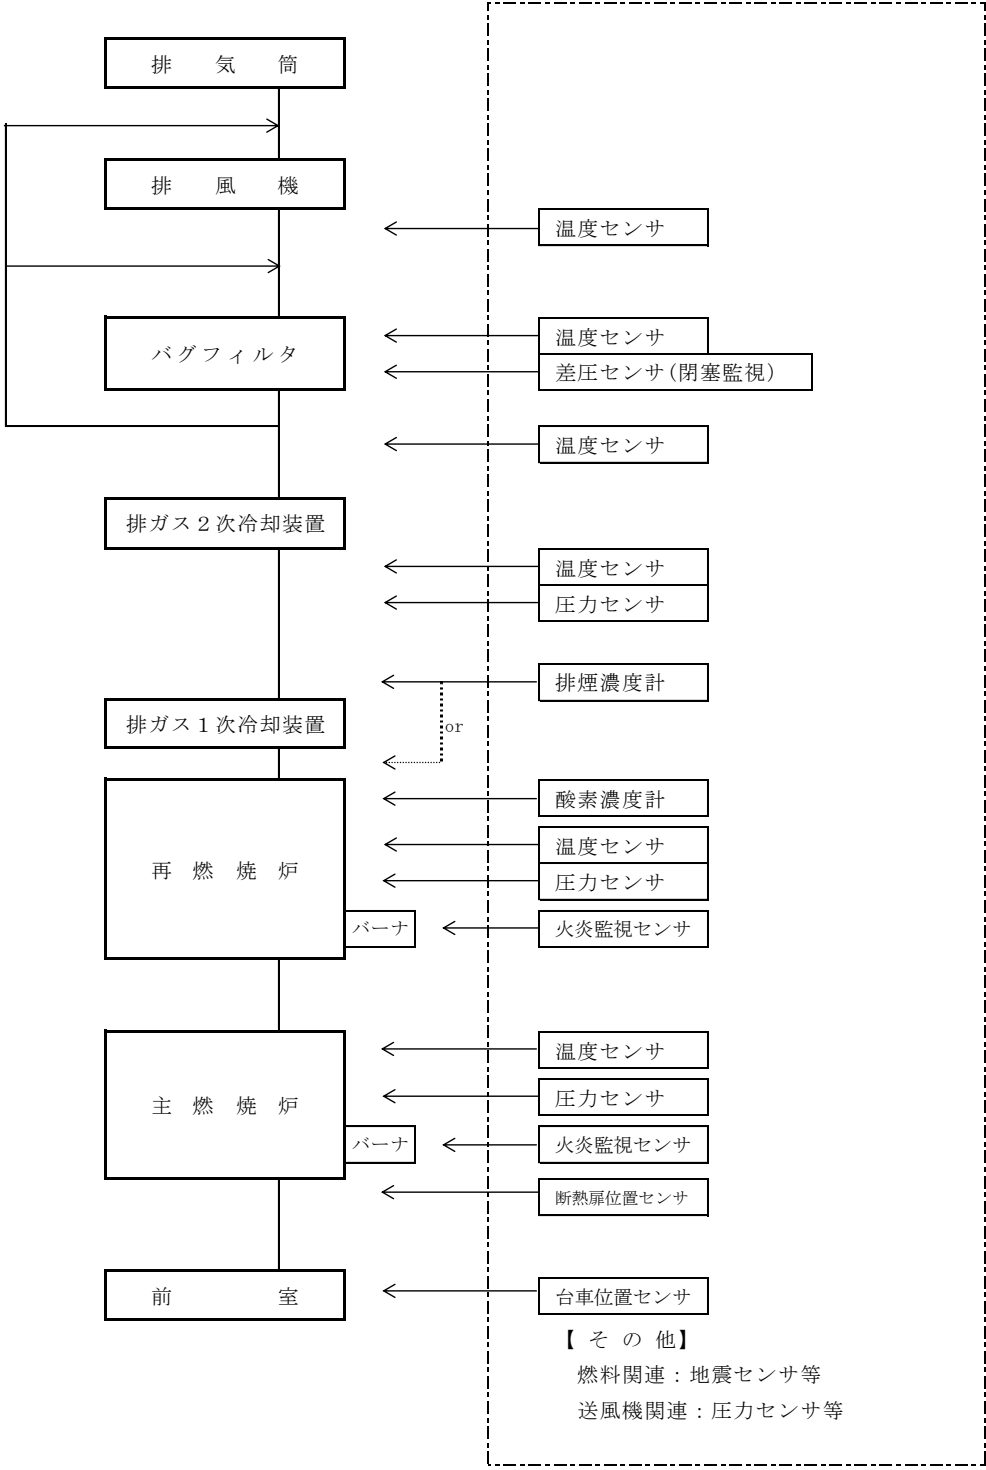 排気筒
排風機
温度センサ
温度センサ
バグフィルタ
差圧センサ(閉塞監視)
温度センサ
排ガス２次冷却装置
温度センサ
圧力センサ
排煙濃度計
排ガス１次冷却装置
or
酸素濃度計
温度センサ
再燃焼炉
圧力センサ
バーナ
火炎監視センサ
温度センサ
圧力センサ
主燃焼炉
バーナ
火炎監視センサ
断熱扉位置センサ
前室
台車位置センサ
【その他】
燃料関連：地震センサ等
送風機関連：圧力センサ等